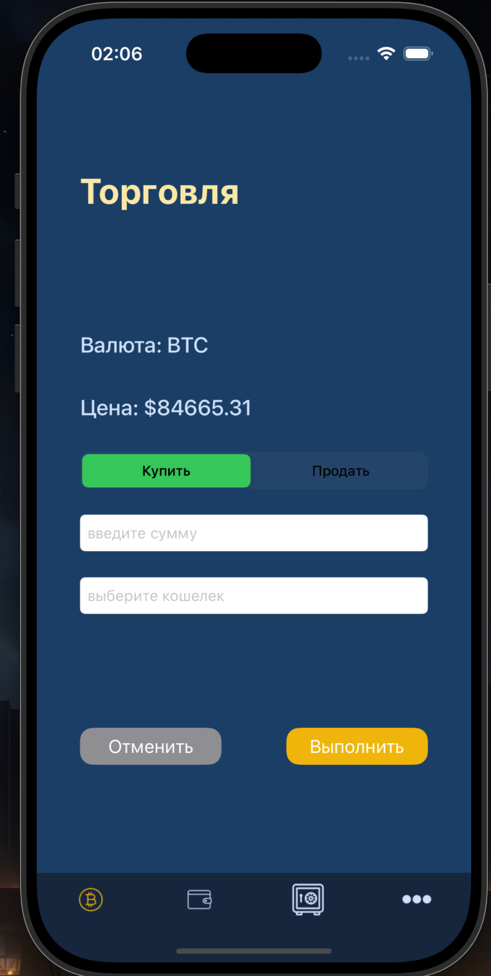 02:06
Торговля
Валюта: BTC
Цена: $84665.31
Купить Продать
введите сумму
выберите кошелек
Отменить Выполнить